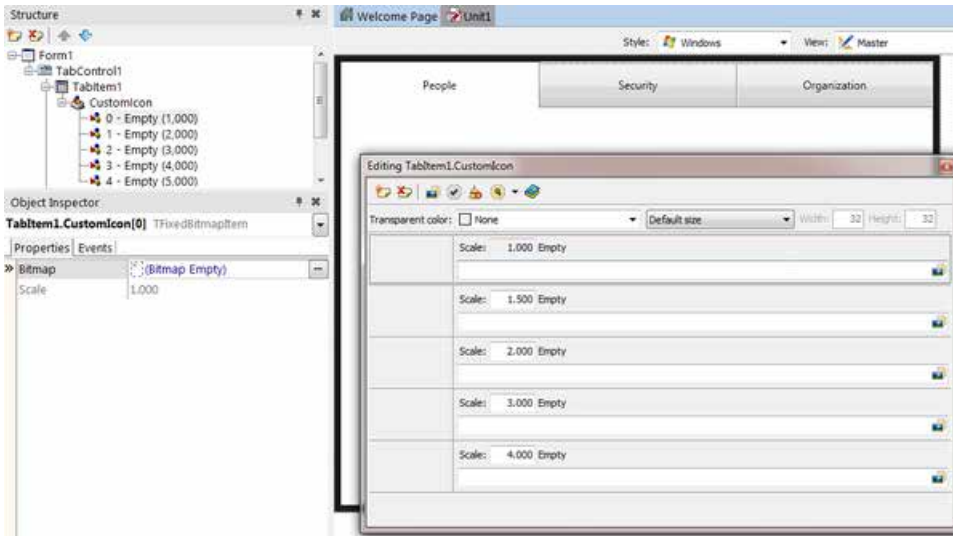 Structure
Form1
TabControl1
TabItem1
CustomIcon
0 - Empty (1,000)
1 - Empty (2,000)
2 - Empty (3,000)
3 - Empty (4,000)
4 - Empty (5.000)
Object Inspector
TabItem1.CustomIcon[0] TFixedBitmapItem
Properties Events
Bitmap (Bitmap Empty)
Scale 1.000
Welcome Page Unit1
Style: Windows View: Master
People Security Organization
Editing TabItem1.CustomIcon
Transparent color: None Default size Width: 32 Height: 32
Scale: 1.000 Empty
Scale: 1.500 Empty
Scale: 2.000 Empty
Scale: 3.000 Empty
Scale: 4.000 Empty